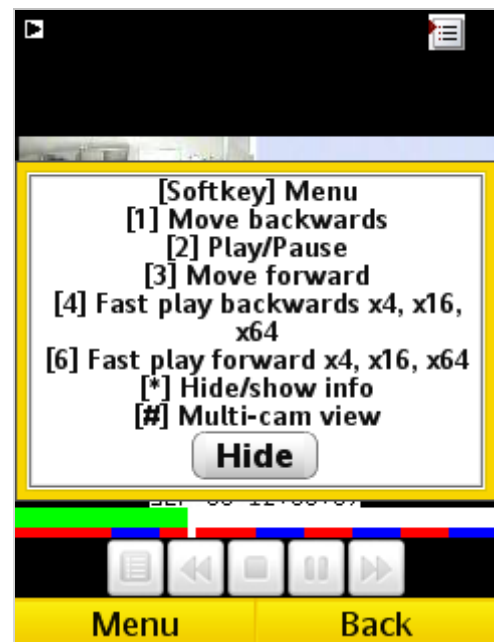 [Softkey] Menu
[1] Move backwards
[2] Play/Pause
[3] Move forward
[4] Fast play backwards x4, x16,
x64
[6] Fast play forward x4, x16, x64
[*] Hide/show info
[#] Multi-cam view
Hide
Menu Back